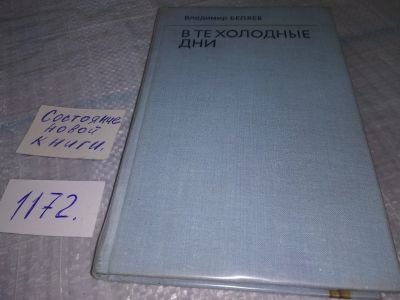 Владимир БЕЛЯЕВ
В ТЕ ХОЛОДНЫЕ
ДНИ
Состояние
новой
книги.
1172.